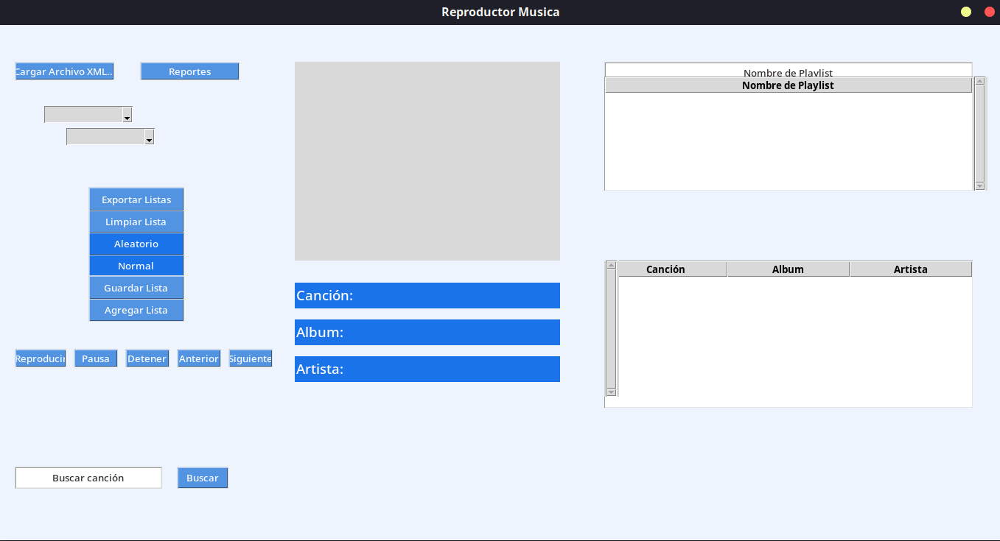 Reproductor Musica
Cargar Archivo XML..
Reportes
Exportar Listas
Limpiar Lista
Aleatorio
Normal
Guardar Lista
Agregar Lista
Reproducir
Pausa
Detener
Anterior
Siguiente
Buscar canción
Buscar
Canción:
Album:
Artista:
Nombre de Playlist
Nombre de Playlist
Canción Album Artista